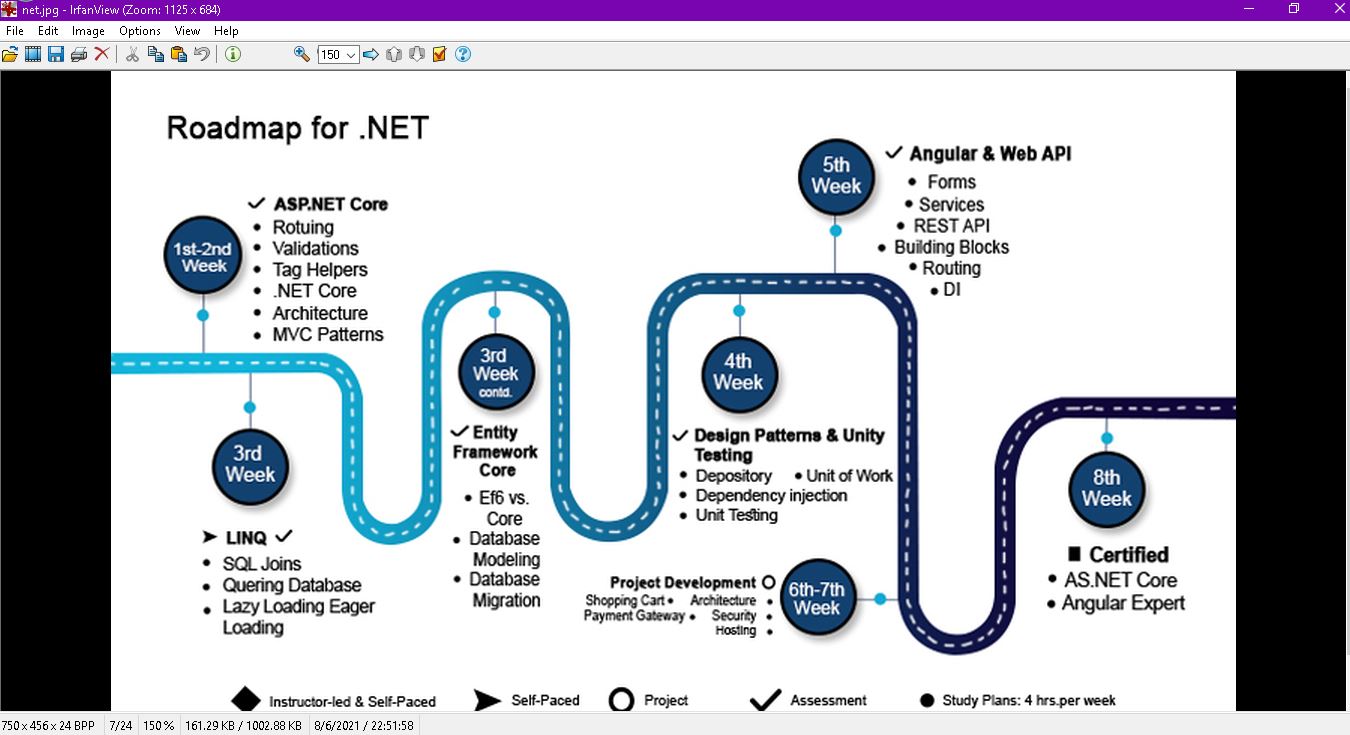 net.jpg - IrfanView (Zoom: 1125 x 684)
File Edit Image Options View Help
150
Roadmap for .NET
1st-2nd
Week
ASP.NET Core
Rotuing
Validations
Tag Helpers
.NET Core
Architecture
MVC Patterns
3rd
Week
LINQ
SQL Joins
Quering Database
Lazy Loading Eager
Loading
3rd
Week
contd.
Entity
Framework
Core
Ef6 vs.
Core
Database
Modeling
Database
Migration
4th
Week
Design Patterns & Unity
Testing
Depository Unit of Work
Dependency injection
Unit Testing
5th
Week
Angular & Web API
Forms
Services
REST API
Building Blocks
Routing
DI
6th-7th
Week
Project Development
Shopping Cart Architecture
Payment Gateway Security
Hosting
8th
Week
Certified
AS.NET Core
Angular Expert
Instructor-led & Self-Paced Self-Paced Project Assessment Study Plans: 4 hrs.per week
750 x 456 x 24 BPP 7/24 150 % 161.29 KB / 1002.88 KB 8/6/2021 / 22:51:58